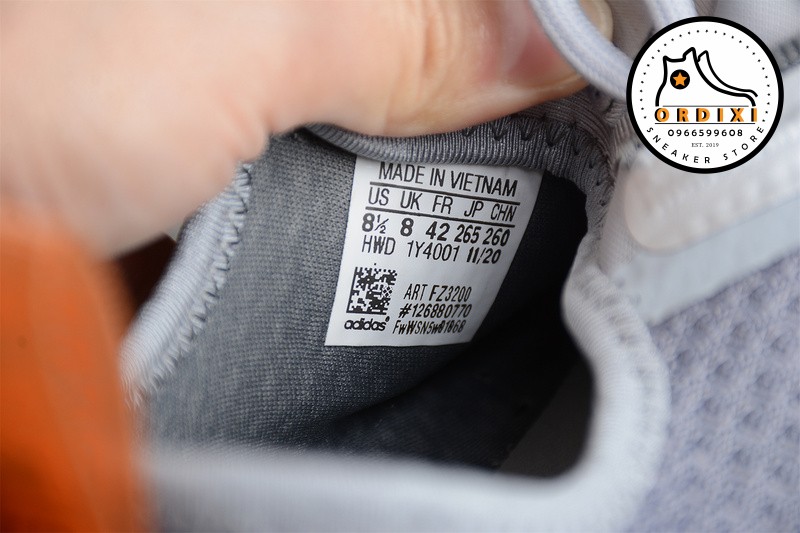 MADE IN VIETNAM
US UK FR JP CHN
8½ 8 42 265 260
HWD 1Y4001 11/20
ART FZ3200
#126880770
adidas
ORDIXI
0966599608
EST. 2019
SNEAKER STORE